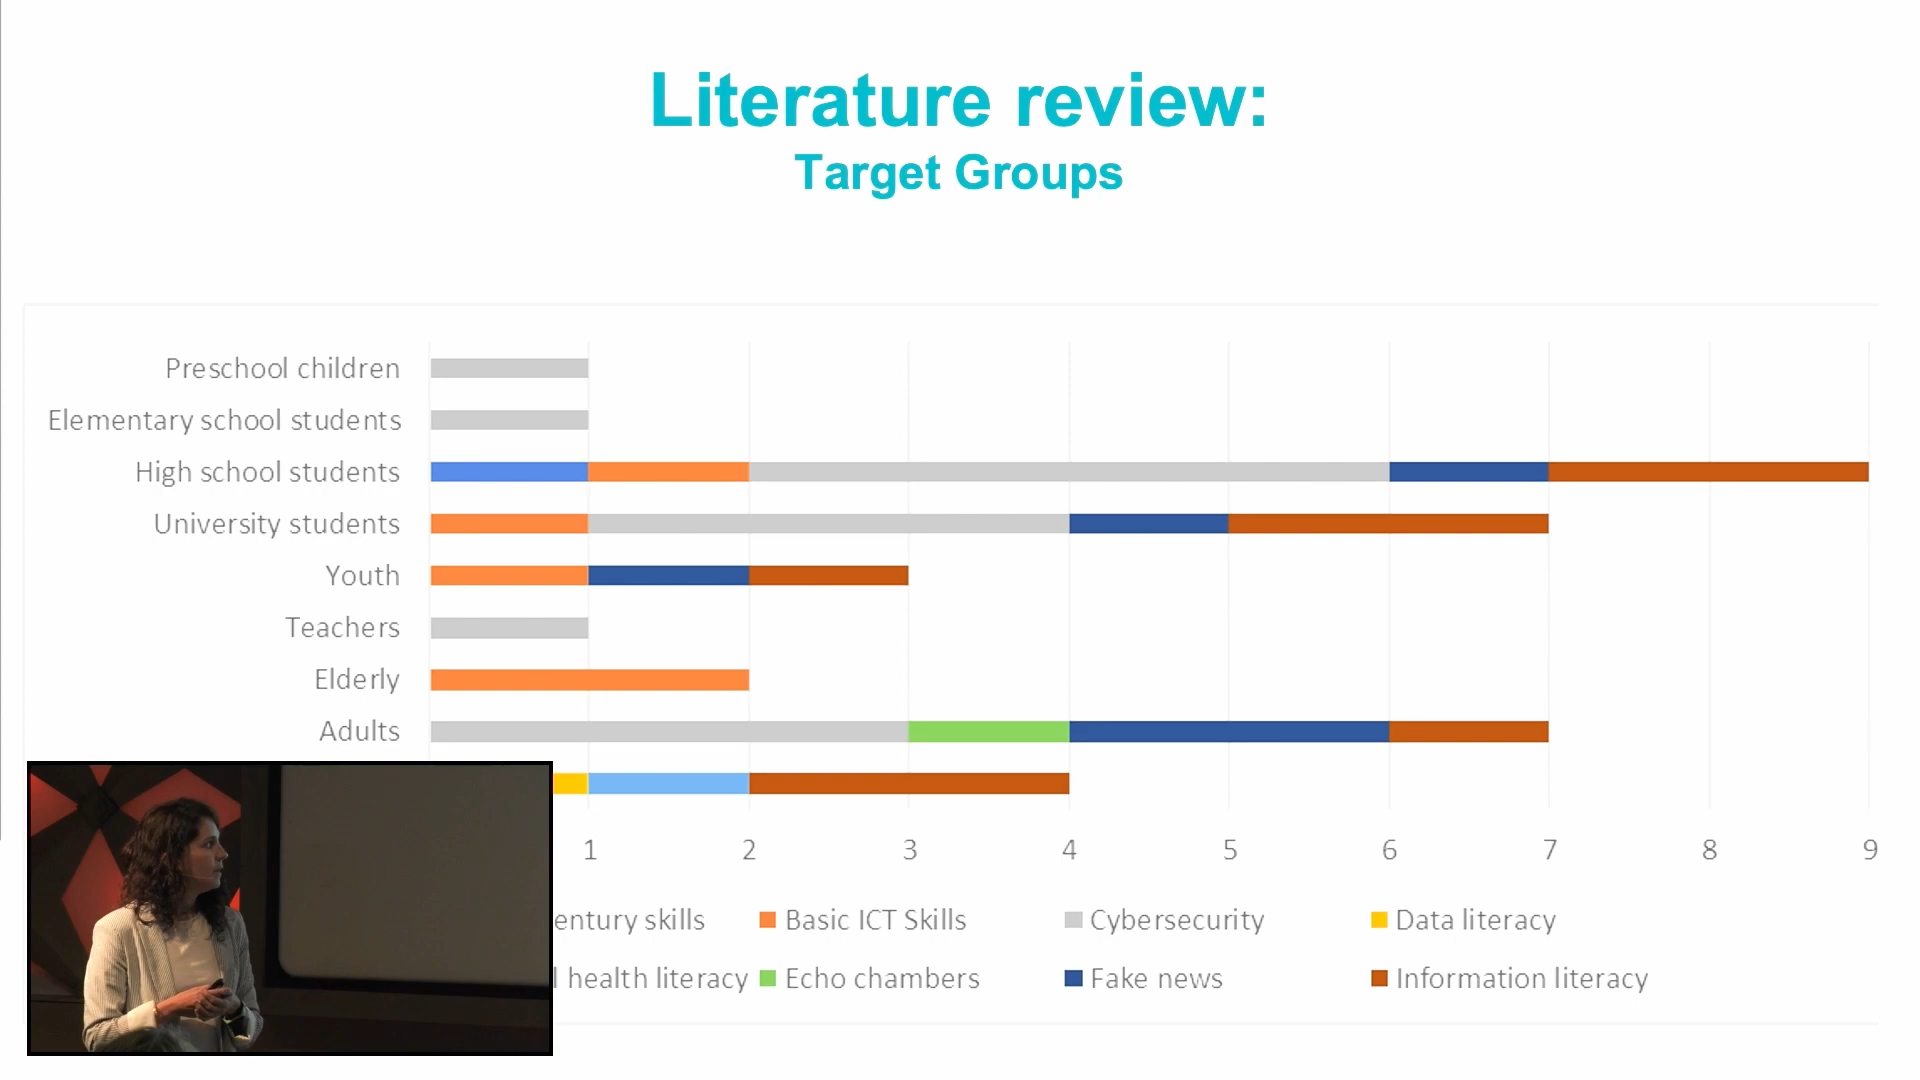 Literature review:
Target Groups
Preschool children
Elementary school students
High school students
University students
Youth
Teachers
Elderly
Adults
1 2 3 4 5 6 7 8 9
entury skills Basic ICT Skills Cybersecurity Data literacy
l health literacy Echo chambers Fake news Information literacy